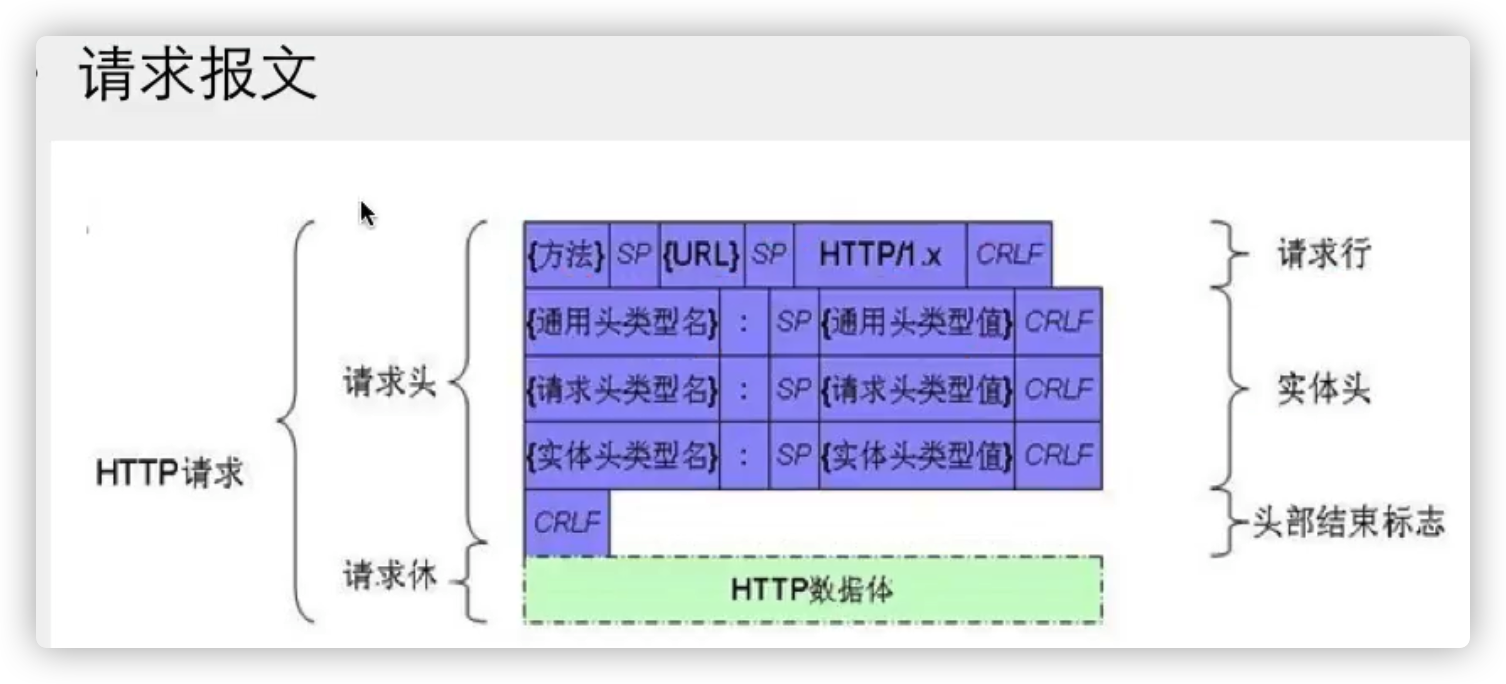 请求报文
{方法} SP {URL} SP HTTP/1.x CRLF 请求行
{通用头类型名} : SP {通用头类型值} CRLF
请求头 {请求头类型名} : SP {请求头类型值} CRLF 实体头
{实体头类型名} : SP {实体头类型值} CRLF
HTTP请求
CRLF 头部结束标志
请求休 HTTP数据体